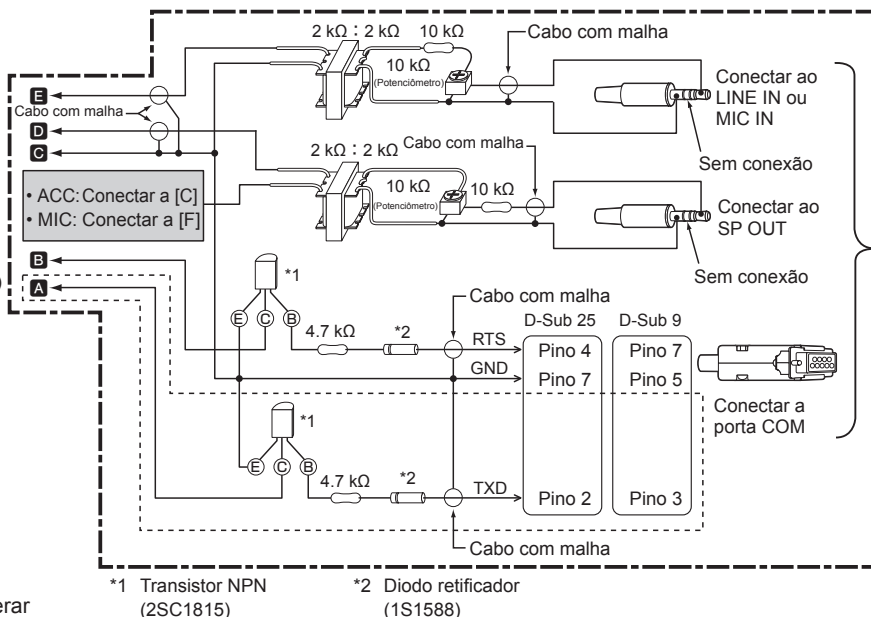 2 kΩ : 2 kΩ
10 kΩ
Cabo com malha
10 kΩ
(Potenciômetro)
Conectar ao
LINE IN ou
MIC IN
Sem conexão
E
Cabo com malha
D
C
2 kΩ : 2 kΩ
Cabo com malha
10 kΩ
(Potenciômetro)
10 kΩ
Conectar ao
SP OUT
Sem conexão
• ACC: Conectar a [C]
• MIC: Conectar a [F]
B
A
*1
E
C
B
4.7 kΩ
*2
Cabo com malha
RTS
GND
D-Sub 25
D-Sub 9
Pino 4
Pino 7
Pino 7
Pino 5
Conectar a
porta COM
*1
E
C
B
4.7 kΩ
*2
TXD
Pino 2
Pino 3
Cabo com malha
*1 Transistor NPN
(2SC1815)
*2 Diodo retificador
(1S1588)